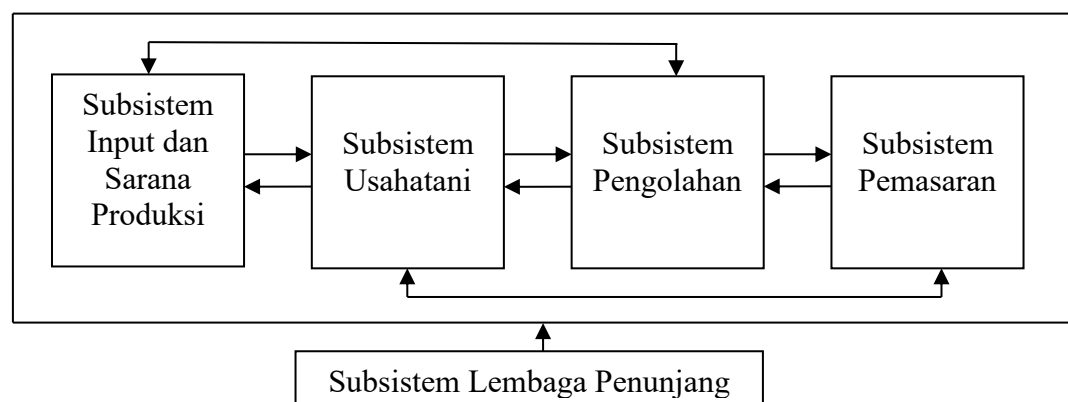 Subsistem
Input dan
Sarana
Produksi
Subsistem
Usahatani
Subsistem
Pengolahan
Subsistem
Pemasaran
Subsistem Lembaga Penunjang